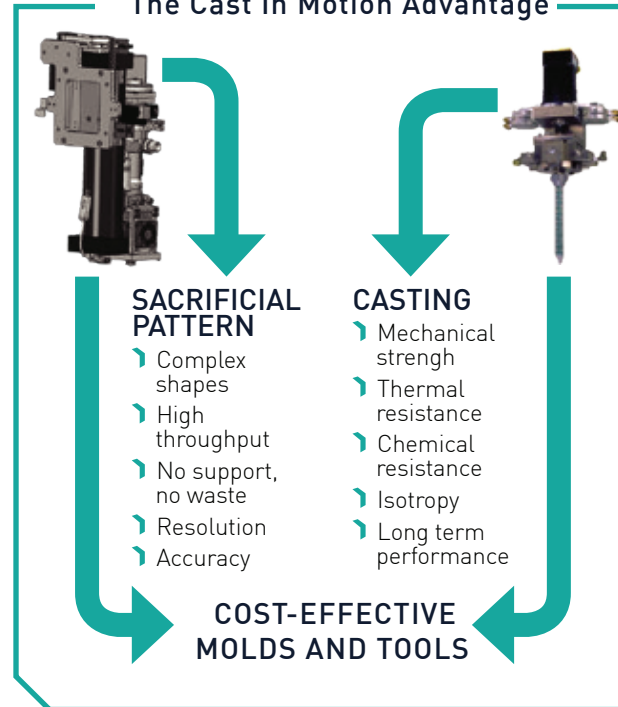 The Cast In Motion Advantage
SACRIFICIAL
PATTERN
Complex
shapes
High
throughput
No support,
no waste
Resolution
Accuracy
CASTING
Mechanical
strengh
Thermal
resistance
Chemical
resistance
Isotropy
Long term
performance
COST-EFFECTIVE
MOLDS AND TOOLS